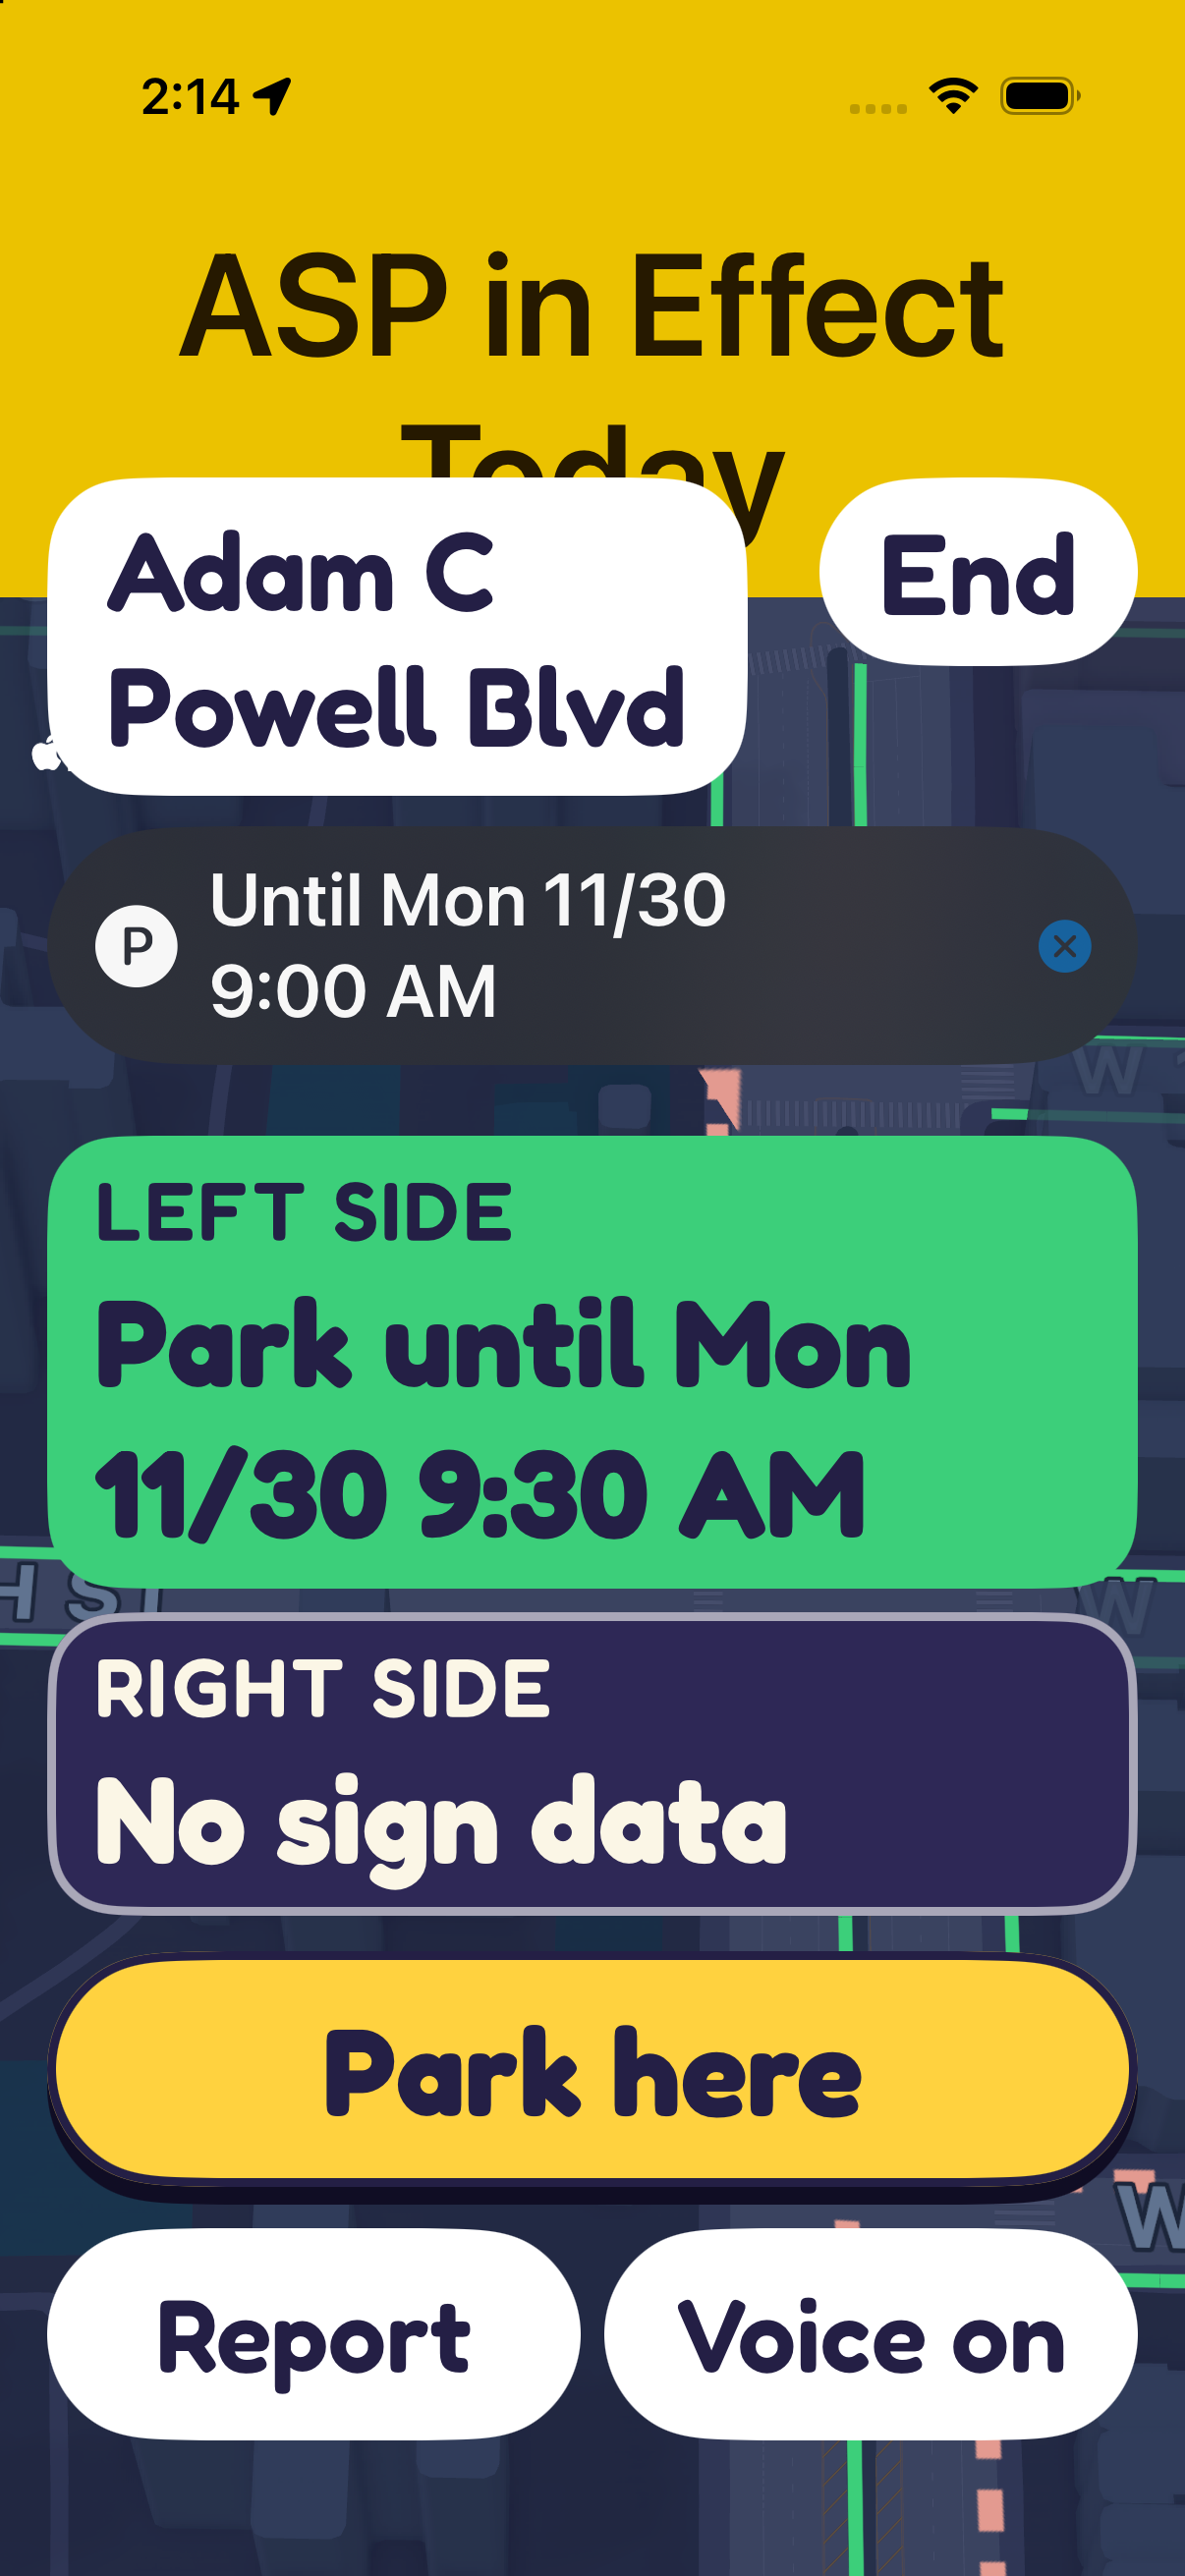 2:14
ASP in Effect
Today
Adam C
Powell Blvd
End
P
Until Mon 11/30
9:00 AM
W
LEFT SIDE
Park until Mon
11/30 9:30 AM
H ST
W
RIGHT SIDE
No sign data
Park here
W
Report
Voice on